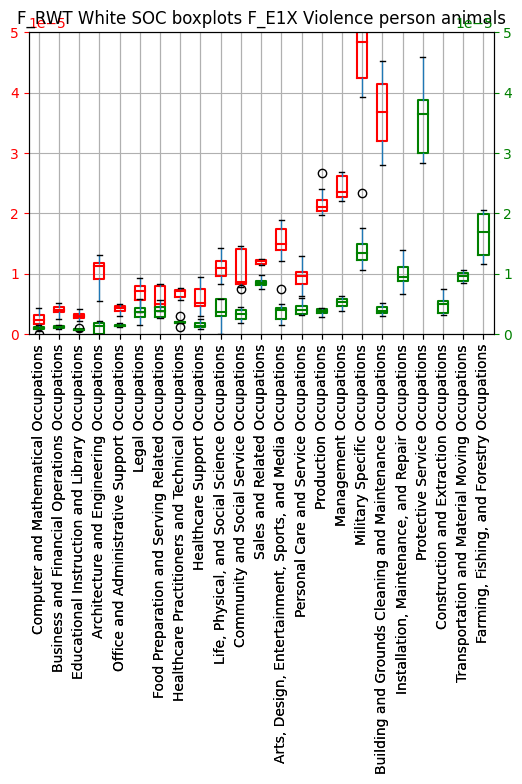 F_RWT White SOC boxplots F_E1X Violence person animals
1e−5
1e−5
5
4
3
2
1
0
5
4
3
2
1
0
Computer and Mathematical Occupations
Business and Financial Operations Occupations
Educational Instruction and Library Occupations
Architecture and Engineering Occupations
Office and Administrative Support Occupations
Legal Occupations
Food Preparation and Serving Related Occupations
Healthcare Practitioners and Technical Occupations
Healthcare Support Occupations
Life, Physical, and Social Science Occupations
Community and Social Service Occupations
Sales and Related Occupations
Arts, Design, Entertainment, Sports, and Media Occupations
Personal Care and Service Occupations
Production Occupations
Management Occupations
Military Specific Occupations
Building and Grounds Cleaning and Maintenance Occupations
Installation, Maintenance, and Repair Occupations
Protective Service Occupations
Construction and Extraction Occupations
Transportation and Material Moving Occupations
Farming, Fishing, and Forestry Occupations